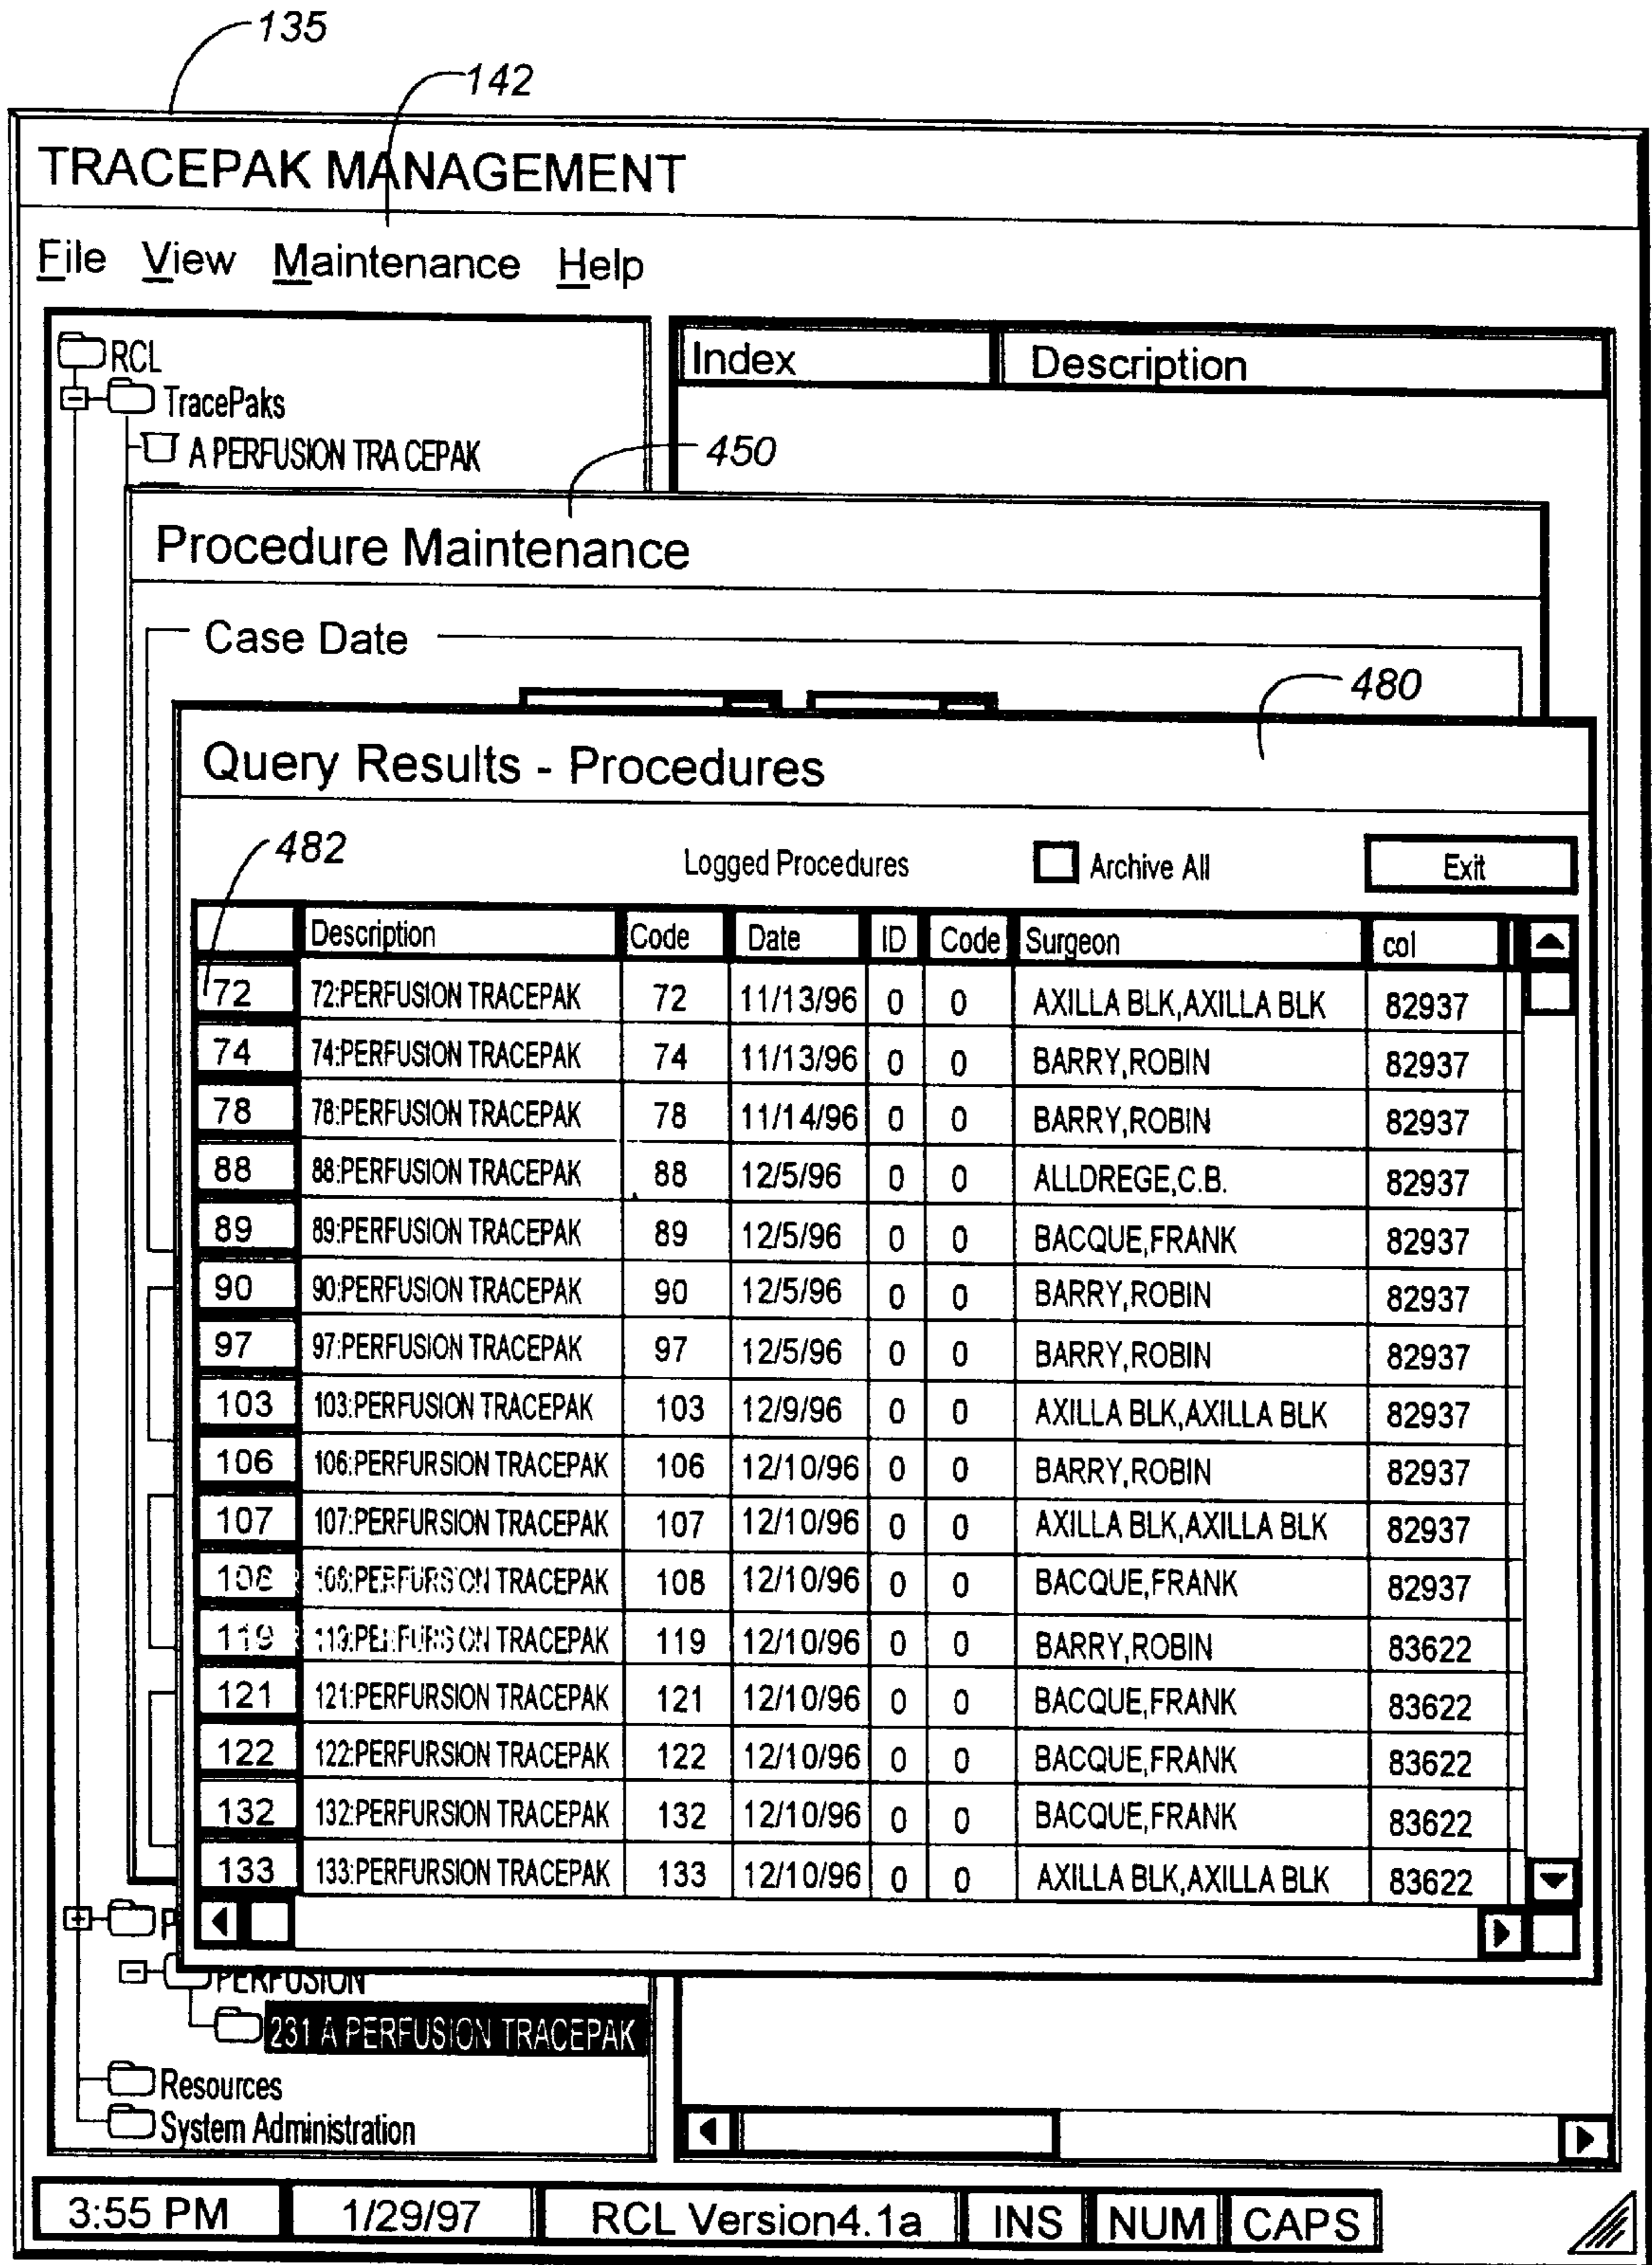 135
142
TRACEPAK MANAGEMENT
File View Maintenance Help
RCL
TracePaks
A PERFUSION TRA CEPAK
Index Description
450
Procedure Maintenance
Case Date
480
Query Results - Procedures
482
Logged Procedures Archive All Exit
Description Code Date ID Code Surgeon col
72 72:PERFUSION TRACEPAK 72 11/13/96 0 0 AXILLA BLK,AXILLA BLK 82937
74 74:PERFUSION TRACEPAK 74 11/13/96 0 0 BARRY,ROBIN 82937
78 78:PERFUSION TRACEPAK 78 11/14/96 0 0 BARRY,ROBIN 82937
88 88:PERFUSION TRACEPAK 88 12/5/96 0 0 ALLDREGE,C.B. 82937
89 89:PERFUSION TRACEPAK 89 12/5/96 0 0 BACQUE,FRANK 82937
90 90:PERFUSION TRACEPAK 90 12/5/96 0 0 BARRY,ROBIN 82937
97 97:PERFUSION TRACEPAK 97 12/5/96 0 0 BARRY,ROBIN 82937
103 103:PERFUSION TRACEPAK 103 12/9/96 0 0 AXILLA BLK,AXILLA BLK 82937
106 106:PERFURSION TRACEPAK 106 12/10/96 0 0 BARRY,ROBIN 82937
107 107:PERFURSION TRACEPAK 107 12/10/96 0 0 AXILLA BLK,AXILLA BLK 82937
108 108:PERFURSION TRACEPAK 108 12/10/96 0 0 BACQUE,FRANK 82937
119 119:PERFURSION TRACEPAK 119 12/10/96 0 0 BARRY,ROBIN 83622
121 121:PERFURSION TRACEPAK 121 12/10/96 0 0 BACQUE,FRANK 83622
122 122:PERFURSION TRACEPAK 122 12/10/96 0 0 BACQUE,FRANK 83622
132 132:PERFURSION TRACEPAK 132 12/10/96 0 0 BACQUE,FRANK 83622
133 133:PERFURSION TRACEPAK 133 12/10/96 0 0 AXILLA BLK,AXILLA BLK 83622
P
PERFUSION
231 A PERFUSION TRACEPAK
Resources
System Administration
3:55 PM 1/29/97 RCL Version4.1a INS NUM CAPS